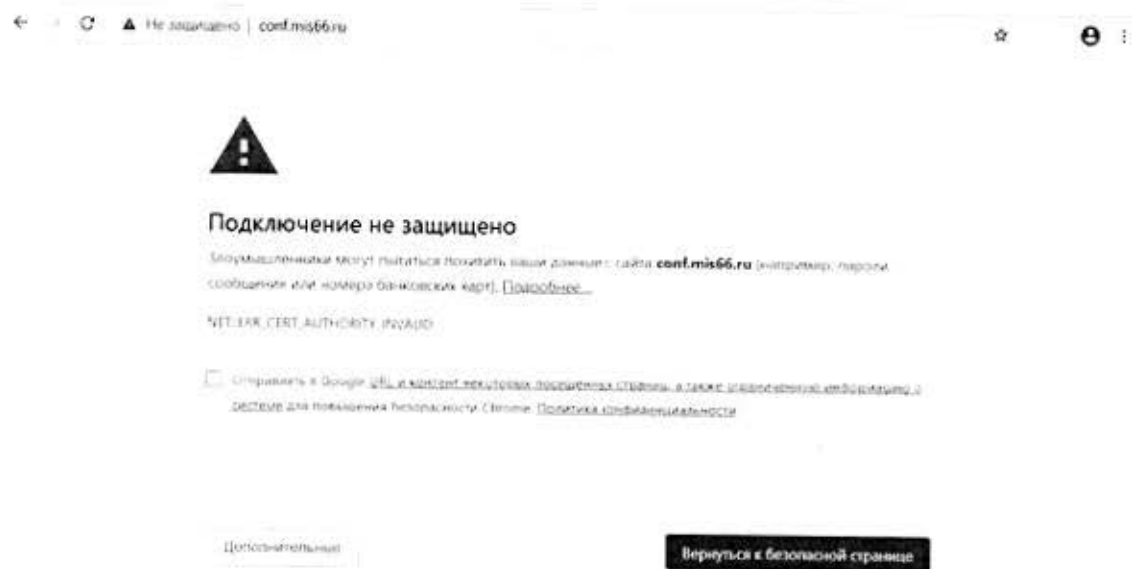 Не защищено | conf.mis66.ru
Подключение не защищено
Злоумышленники могут пытаться похитить ваши данные с сайта conf.mis66.ru (например, пароли,
сообщения или номера банковских карт). Подробнее...
NET::ERR_CERT_AUTHORITY_INVALID
Отправлять в Google URL и контент некоторых посещенных страниц, а также ограниченную информацию о
системе для повышения безопасности Chrome. Политика конфиденциальности
Дополнительные
Вернуться к безопасной странице